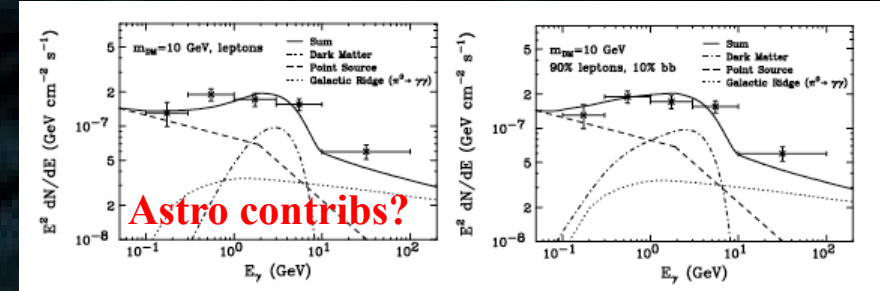 m_DM=10 GeV, leptons
Sum
Dark Matter
Point Source
Galactic Ridge (π⁰→ γγ)
E² dN/dE (GeV cm⁻² s⁻¹)
5
2
10⁻⁷
5
2
10⁻⁸
10⁻¹ 10⁰ 10¹ 10²
E_γ (GeV)
Astro contribs?
m_DM=10 GeV
90% leptons, 10% bb
Sum
Dark Matter
Point Source
Galactic Ridge (π⁰→ γγ)
E² dN/dE (GeV cm⁻² s⁻¹)
5
2
10⁻⁷
5
2
10⁻⁸
10⁻¹ 10⁰ 10¹ 10²
E_γ (GeV)